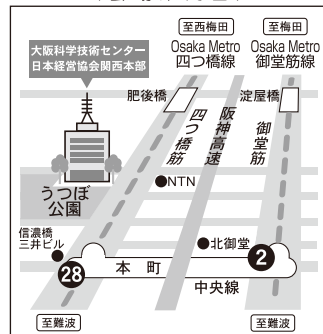 至西梅田
至梅田
大阪科学技術センター
日本経営協会関西本部
Osaka Metro
四つ橋線
Osaka Metro
御堂筋線
肥後橋
淀屋橋
四つ橋筋
阪神高速
御堂筋
うつぼ
公園
●NTN
信濃橋
三井ビル
●北御堂
28
本町
2
中央線
至難波
至難波